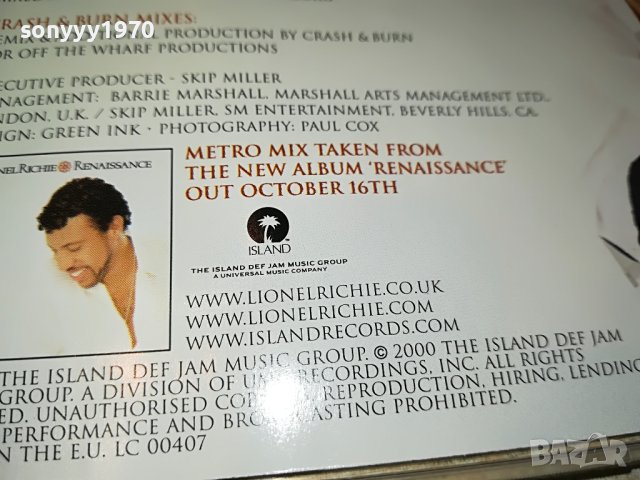 sonyyy1970
CRASH & BURN MIXES:
PRODUCTION BY CRASH & BURN
OR OFF THE WHARF PRODUCTIONS
ECUTIVE PRODUCER - SKIP MILLER
NAGEMENT: BARRIE MARSHALL, MARSHALL ARTS MANAGEMENT LTD.,
NDON, U.K. / SKIP MILLER, SM ENTERTAINMENT, BEVERLY HILLS, CA.
IGN: GREEN INK · PHOTOGRAPHY: PAUL COX
NEL RICHIE RENAISSANCE
METRO MIX TAKEN FROM
THE NEW ALBUM 'RENAISSANCE'
OUT OCTOBER 16TH
ISLAND
THE ISLAND DEF JAM MUSIC GROUP
A UNIVERSAL MUSIC COMPANY
WWW.LIONELRICHIE.CO.UK
WWW.LIONELRICHIE.COM
WWW.ISLANDRECORDS.COM
THE ISLAND DEF JAM MUSIC GROUP. © 2000 THE ISLAND DEF JAM
GROUP. A DIVISION OF RECORDINGS, INC. ALL RIGHTS
ED. UNAUTHORISED REPRODUCTION, HIRING, LENDING
PERFORMANCE AND BROADCASTING PROHIBITED.
N THE E.U. LC 00407
BAZAR